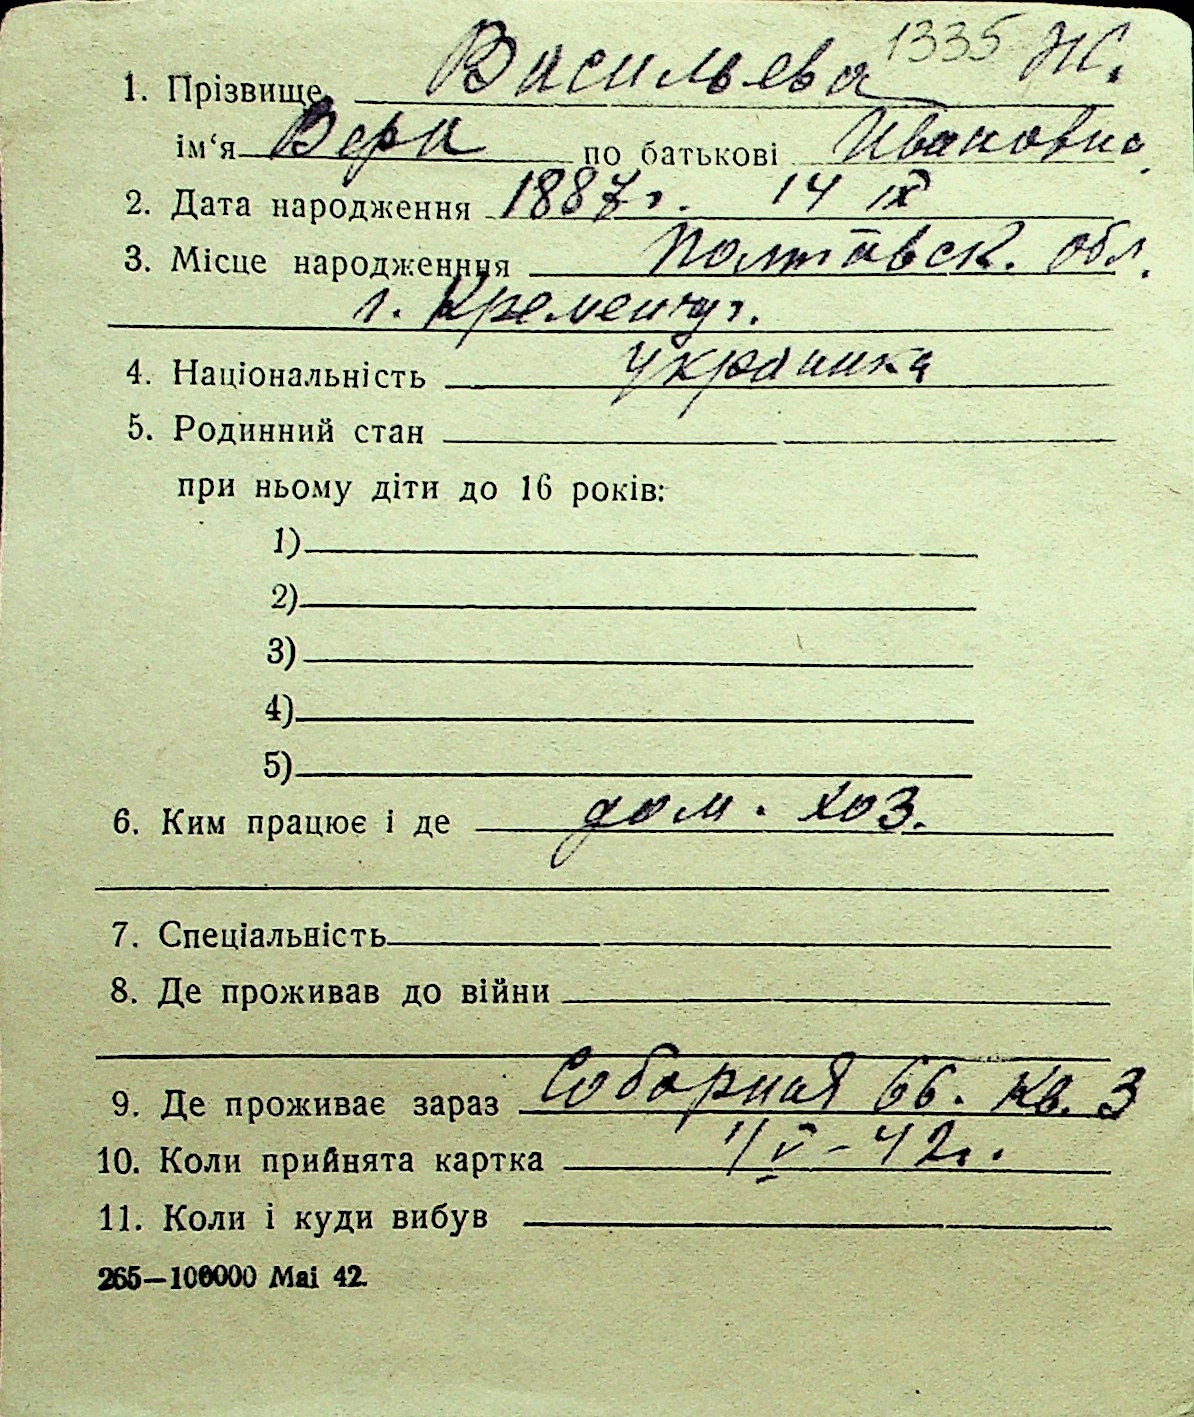 1335
1. Прізвище Васильева Ж.
ім‘я Вера по батькові Ивановна
2. Дата народження 1887 г. 14 IX
3. Місце народженння Полтавск. обл.
г. Кременчуг.
4. Національність украинка
5. Родинний стан
при ньому діти до 16 років:
1)
2)
3)
4)
5)
6. Ким працює і де дом. хоз.
7. Спеціальність
8. Де проживав до війни
9. Де проживає зараз Соборная 66. кв. 3
10. Коли прийнята картка V - 42 г.
11. Коли і куди вибув
265—100000 Mai 42.